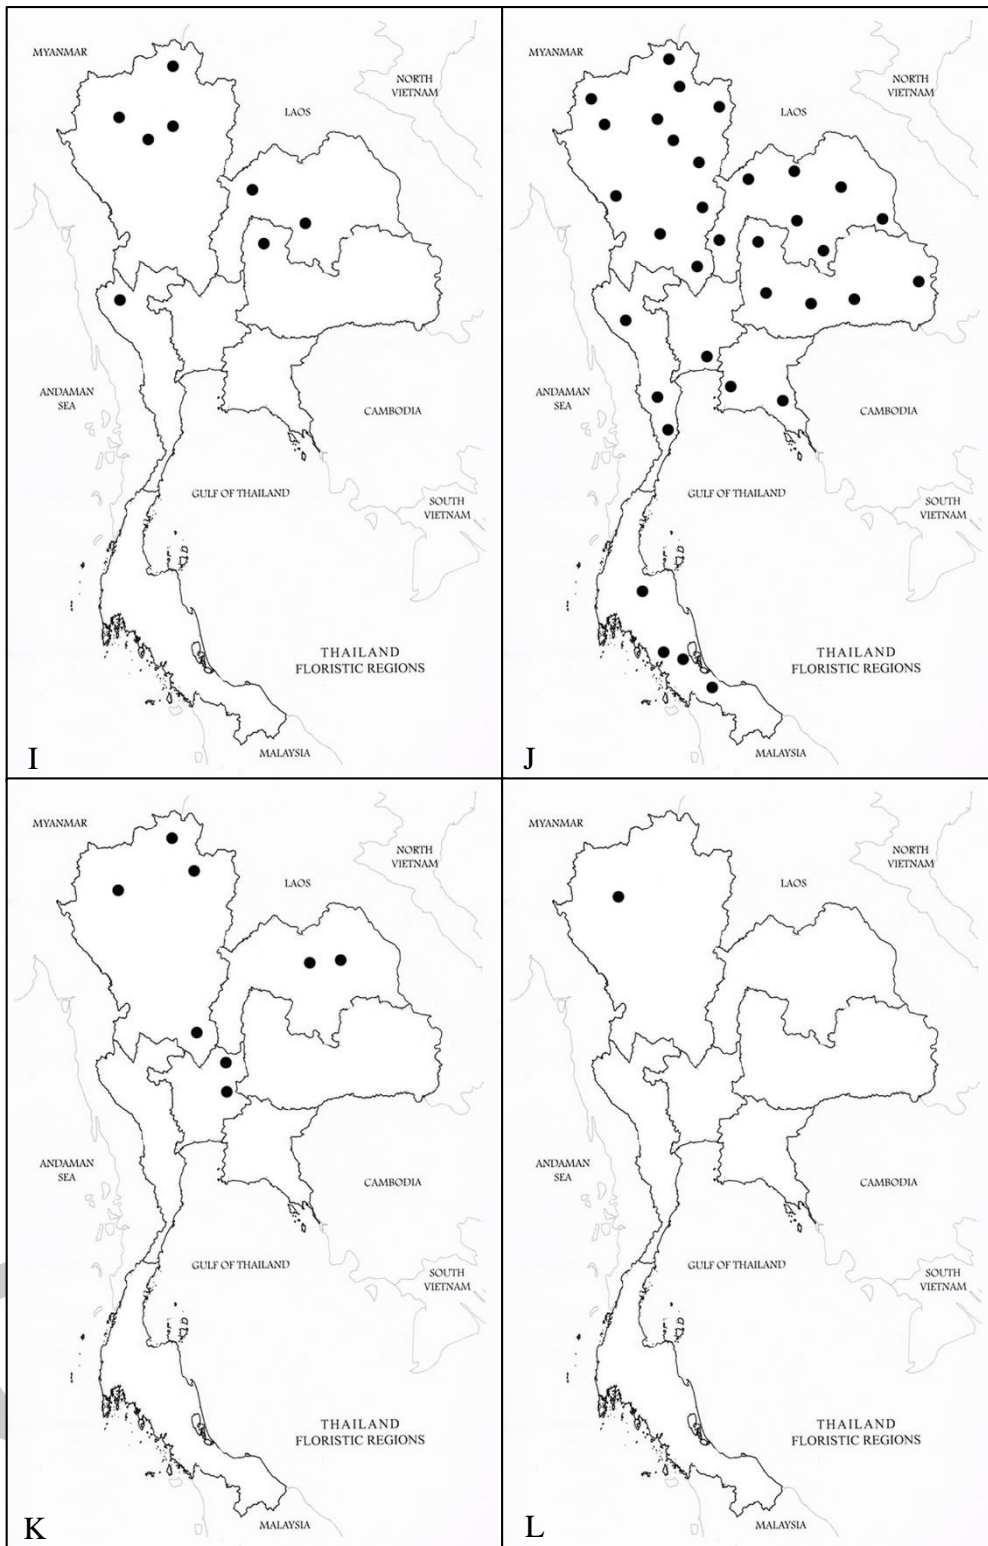 MYANMAR
NORTH
VIETNAM
LAOS
ANDAMAN
SEA
CAMBODIA
GULF OF THAILAND
SOUTH
VIETNAM
THAILAND
FLORISTIC REGIONS
MALAYSIA
I
MYANMAR
NORTH
VIETNAM
LAOS
ANDAMAN
SEA
CAMBODIA
GULF OF THAILAND
SOUTH
VIETNAM
THAILAND
FLORISTIC REGIONS
MALAYSIA
J
MYANMAR
NORTH
VIETNAM
LAOS
ANDAMAN
SEA
CAMBODIA
GULF OF THAILAND
SOUTH
VIETNAM
THAILAND
FLORISTIC REGIONS
MALAYSIA
K
MYANMAR
NORTH
VIETNAM
LAOS
ANDAMAN
SEA
CAMBODIA
GULF OF THAILAND
SOUTH
VIETNAM
THAILAND
FLORISTIC REGIONS
MALAYSIA
L